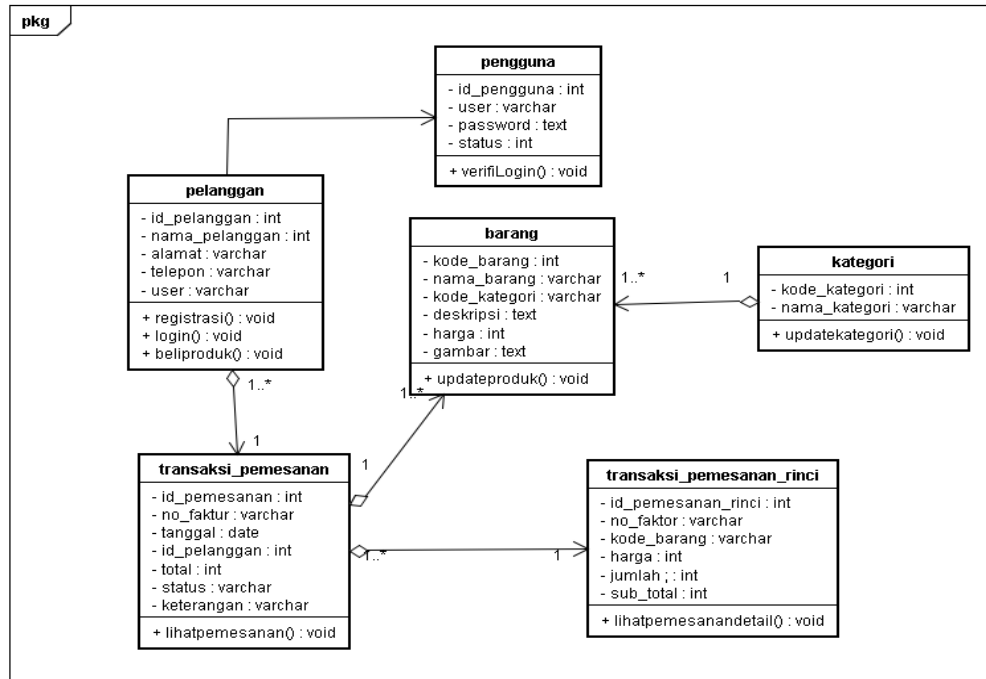 pkg
pengguna
- id_pengguna : int
- user : varchar
- password : text
- status : int
+ verifiLogin() : void
pelanggan
- id_pelanggan : int
- nama_pelanggan : int
- alamat : varchar
- telepon : varchar
- user : varchar
+ registrasi() : void
+ login() : void
+ beliproduk() : void
barang
- kode_barang : int
- nama_barang : varchar
- kode_kategori : varchar
- deskripsi : text
- harga : int
- gambar : text
+ updateproduk() : void
1..*
1
kategori
- kode_kategori : int
- nama_kategori : varchar
+ updatekategori() : void
1..*
1
1..*
1
transaksi_pemesanan
- id_pemesanan : int
- no_faktur : varchar
- tanggal : date
- id_pelanggan : int
- total : int
- status : varchar
- keterangan : varchar
+ lihatpemesanan() : void
1..*
1
transaksi_pemesanan_rinci
- id_pemesanan_rinci : int
- no_faktor : varchar
- kode_barang : varchar
- harga : int
- jumlah ; : int
- sub_total : int
+ lihatpemesanandetail() : void